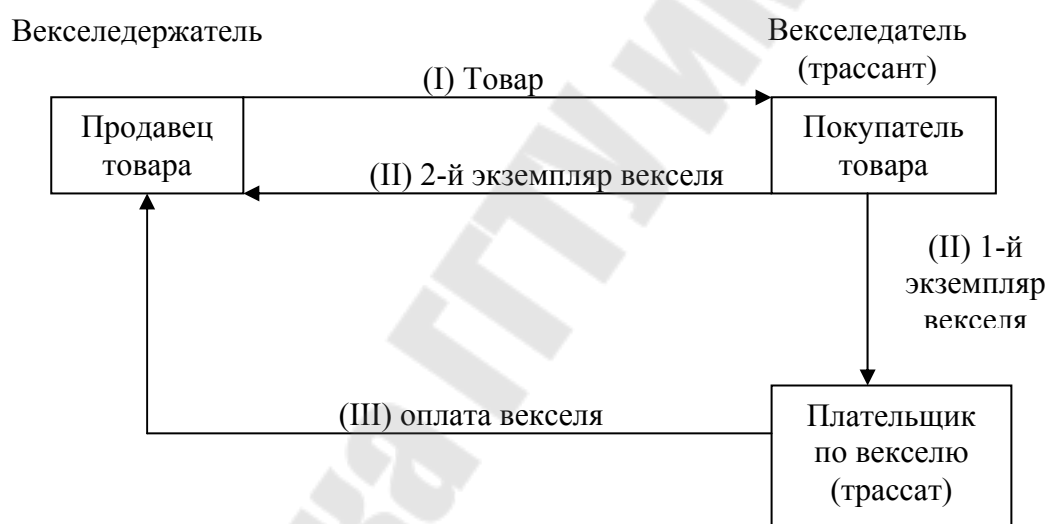 Векселедержатель
Векселедатель
(трассант)
(I) Товар
Продавец
товара
Покупатель
товара
(II) 2-й экземпляр векселя
(II) 1-й
экземпляр
векселя
(III) оплата векселя
Плательщик
по векселю
(трассат)